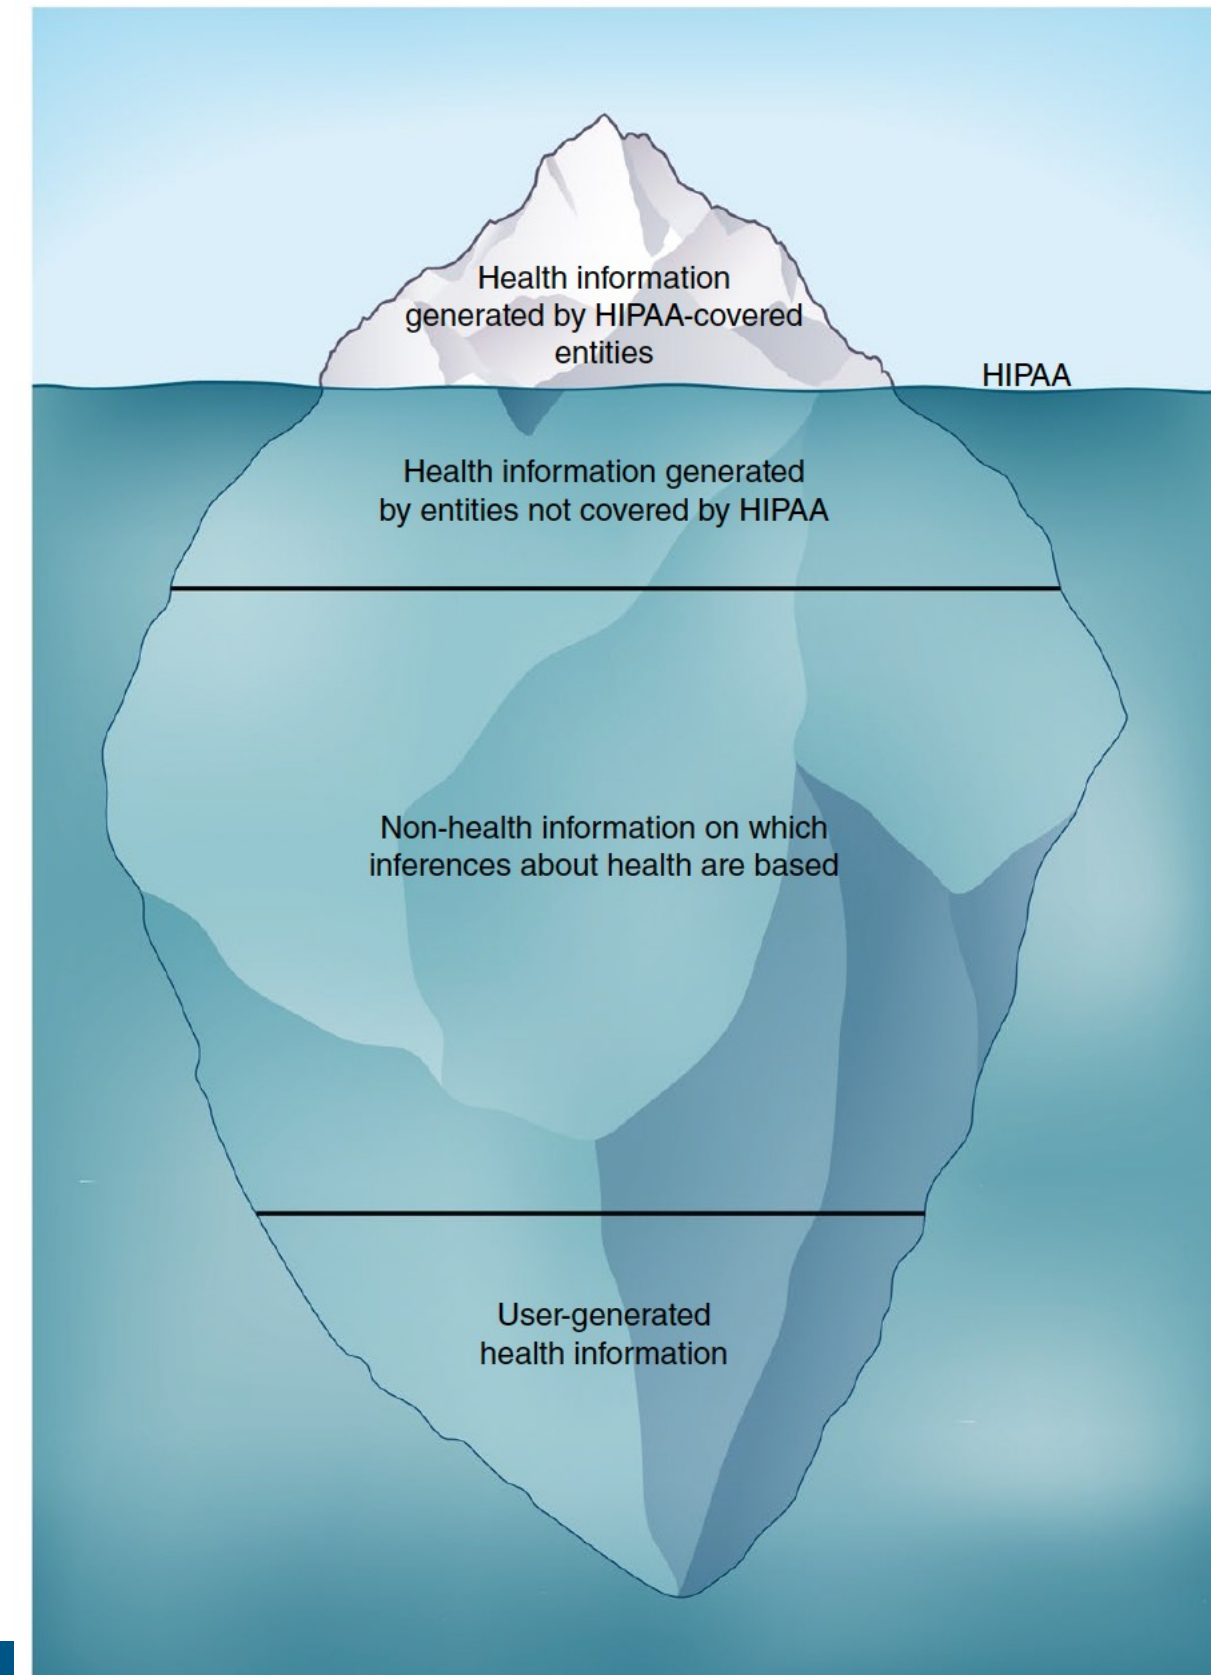 Health information
generated by HIPAA-covered
entities
HIPAA
Health information generated
by entities not covered by HIPAA
Non-health information on which
inferences about health are based
User-generated
health information